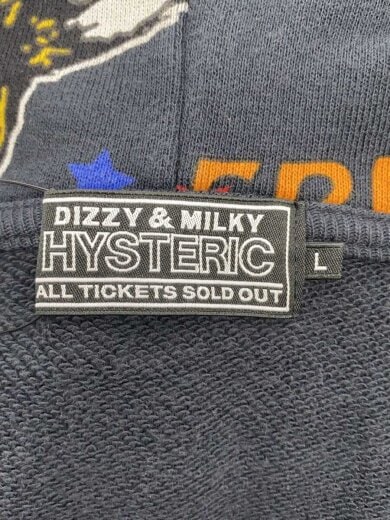 DIZZY & MILKY
HYSTERIC
ALL TICKETS SOLD OUT
L